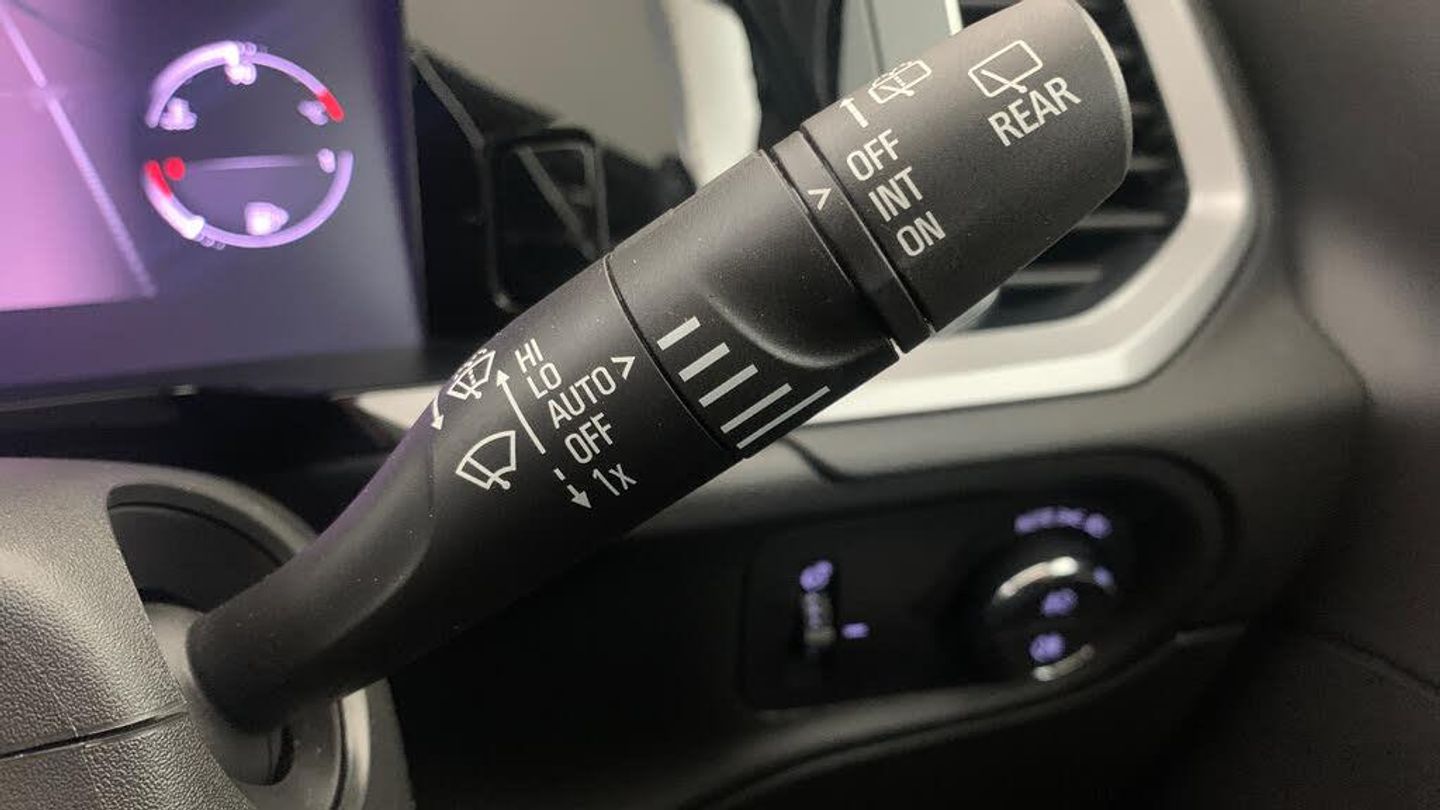 OFF
INT
ON
REAR
HI
LO
AUTO >
OFF
1x